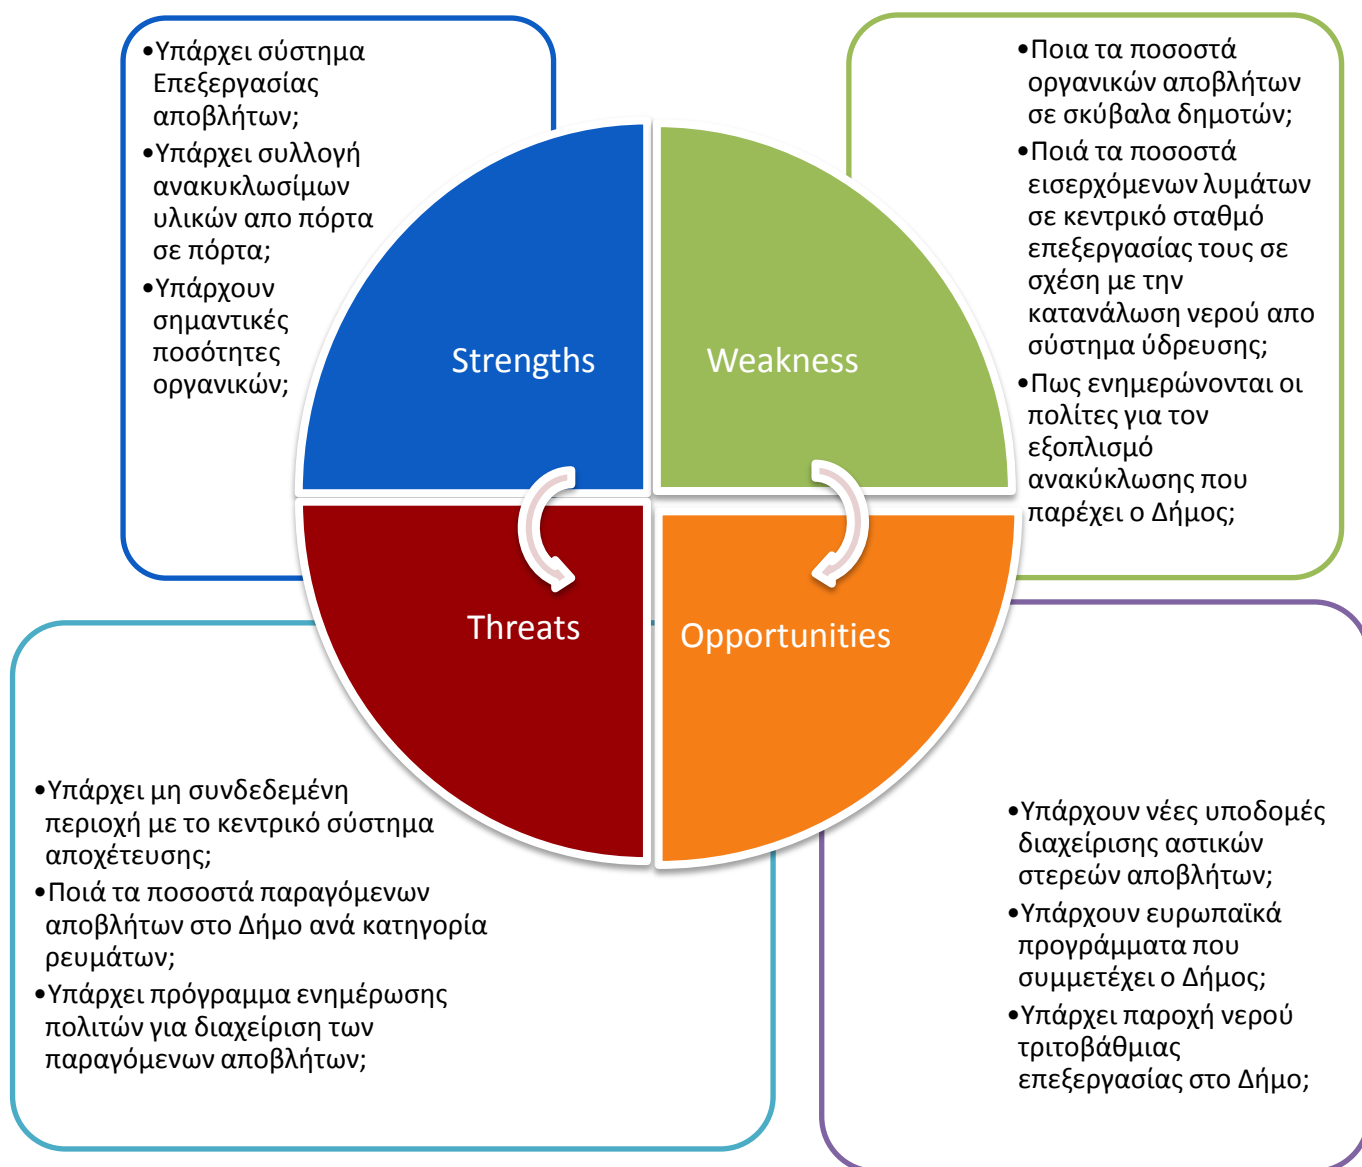 •Υπάρχει σύστημα
Επεξεργασίας
αποβλήτων;
•Υπάρχει συλλογή
ανακυκλωσίμων
υλικών απο πόρτα
σε πόρτα;
•Υπάρχουν
σημαντικές
ποσότητες
οργανικών;
•Ποια τα ποσοστά
οργανικών αποβλήτων
σε σκύβαλα δημοτών;
•Ποιά τα ποσοστά
εισερχόμενων λυμάτων
σε κεντρικό σταθμό
επεξεργασίας τους σε
σχέση με την
κατανάλωση νερού απο
σύστημα ύδρευσης;
•Πως ενημερώνονται οι
πολίτες για τον
εξοπλισμό
ανακύκλωσης που
παρέχει ο Δήμος;
Strengths
Weakness
Threats
Opportunities
•Υπάρχει μη συνδεδεμένη
περιοχή με το κεντρικό σύστημα
αποχέτευσης;
•Ποιά τα ποσοστά παραγόμενων
αποβλήτων στο Δήμο ανά κατηγορία
ρευμάτων;
•Υπάρχει πρόγραμμα ενημέρωσης
πολιτών για διαχείριση των
παραγόμενων αποβλήτων;
•Υπάρχουν νέες υποδομές
διαχείρισης αστικών
στερεών αποβλήτων;
•Υπάρχουν ευρωπαϊκά
προγράμματα που
συμμετέχει ο Δήμος;
•Υπάρχει παροχή νερού
τριτοβάθμιας
επεξεργασίας στο Δήμο;